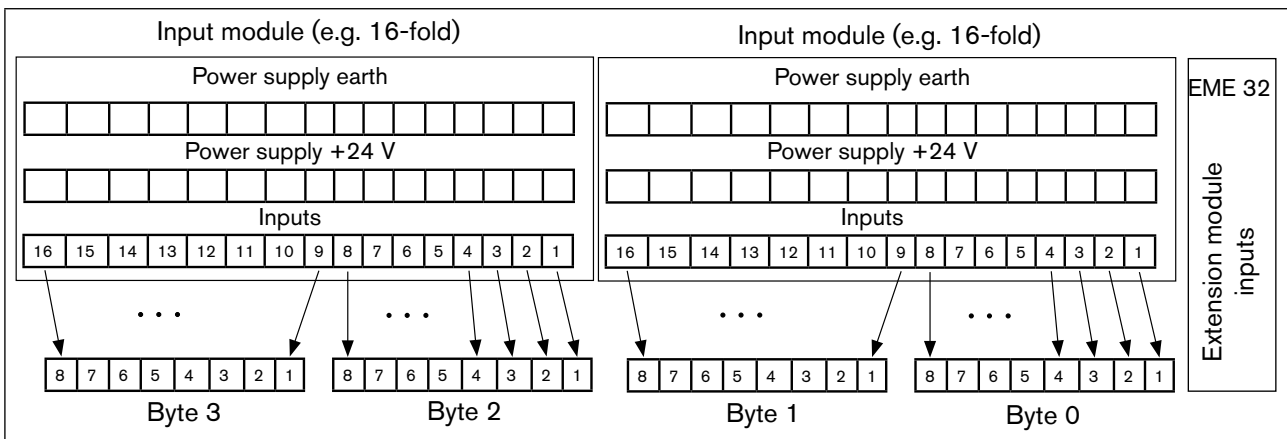 Input module (e.g. 16-fold)
Power supply earth
Power supply +24 V
Inputs
16 15 14 13 12 11 10 9 8 7 6 5 4 3 2 1
. . . . . .
8 7 6 5 4 3 2 1 8 7 6 5 4 3 2 1
Byte 3 Byte 2
Input module (e.g. 16-fold)
Power supply earth
Power supply +24 V
Inputs
16 15 14 13 12 11 10 9 8 7 6 5 4 3 2 1
. . . . . .
8 7 6 5 4 3 2 1 8 7 6 5 4 3 2 1
Byte 1 Byte 0
EME 32
Extension module
inputs